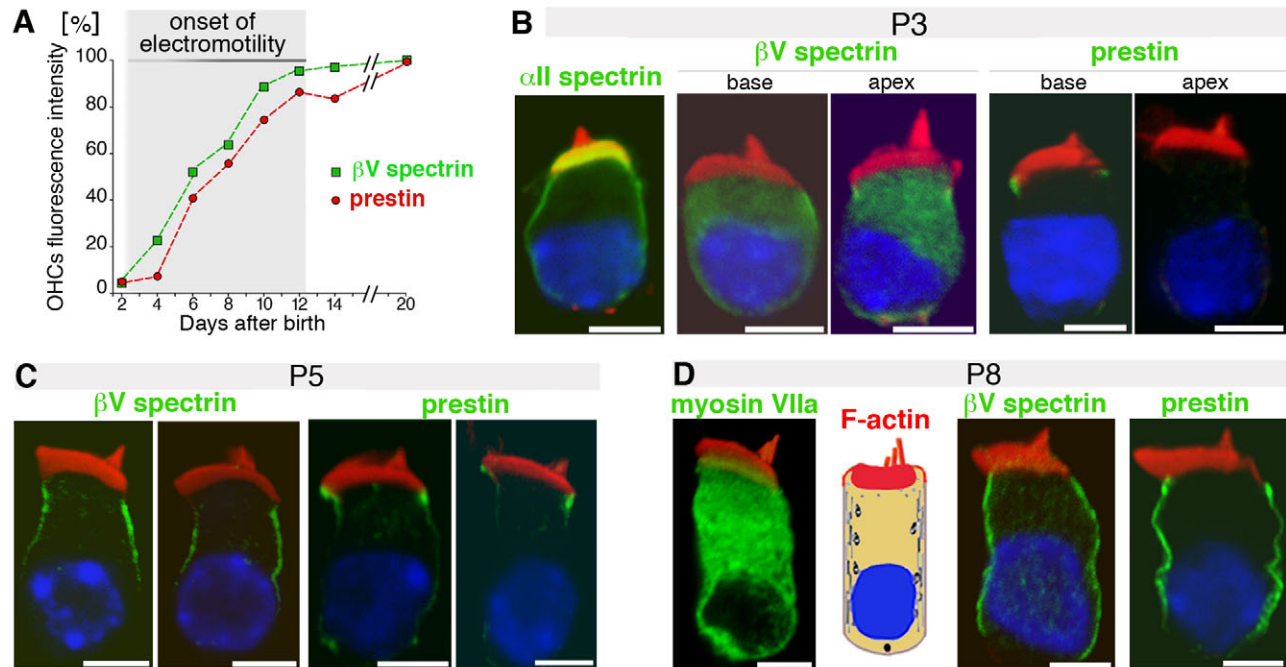 A
[%]
onset of
electromotility
OHCs fluorescence intensity
100
80
60
40
20
0
βV spectrin
prestin
2 4 6 8 10 12 14 20
Days after birth
B
P3
αII spectrin
βV spectrin
prestin
base
apex
base
apex
C
P5
βV spectrin
prestin
D
P8
myosin VIIa
F-actin
βV spectrin
prestin